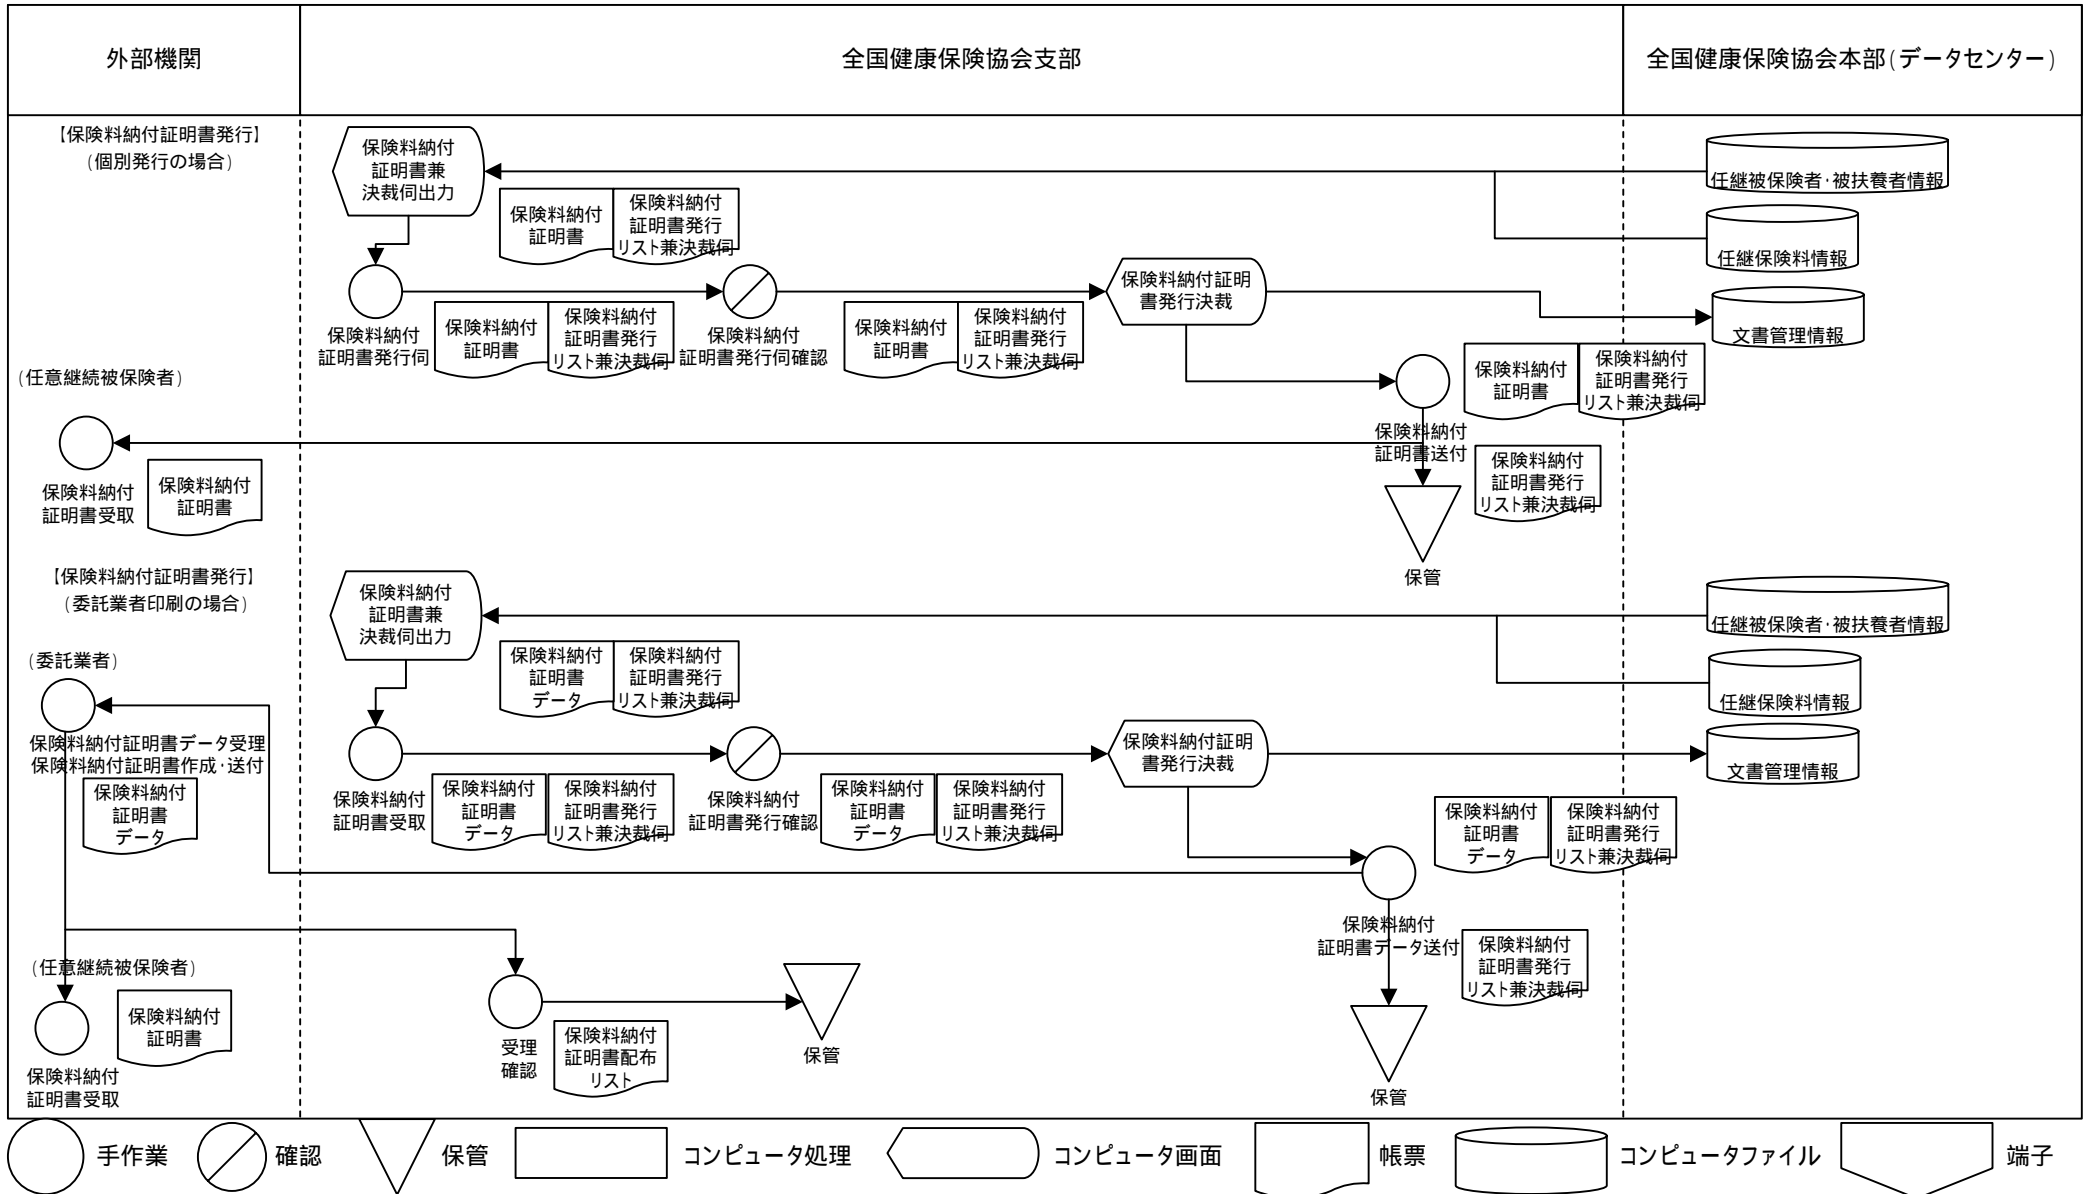 外部機関
全国健康保険協会支部
全国健康保険協会本部(データセンター)
【保険料納付証明書発行】
(個別発行の場合)
保険料納付
証明書兼
決裁伺出力
任継被保険者・被扶養者情報
保険料納付
証明書
保険料納付
証明書発行
リスト兼決裁伺
任継保険料情報
保険料納付
証明書発行伺
保険料納付
証明書
保険料納付
証明書発行
リスト兼決裁伺
保険料納付
証明書発行伺確認
保険料納付
証明書
保険料納付
証明書発行
リスト兼決裁伺
保険料納付証明
書発行決裁
文書管理情報
(任意継続被保険者)
保険料納付
証明書
保険料納付
証明書発行
リスト兼決裁伺
保険料納付
証明書送付
保険料納付
証明書発行
リスト兼決裁伺
保険料納付
証明書受取
保険料納付
証明書
保管
【保険料納付証明書発行】
(委託業者印刷の場合)
保険料納付
証明書兼
決裁伺出力
任継被保険者・被扶養者情報
(委託業者)
保険料納付
証明書
データ
保険料納付
証明書発行
リスト兼決裁伺
任継保険料情報
保険料納付証明書データ受理
保険料納付証明書作成・送付
保険料納付
証明書
データ
保険料納付
証明書受取
保険料納付
証明書
データ
保険料納付
証明書発行
リスト兼決裁伺
保険料納付
証明書発行確認
保険料納付
証明書
データ
保険料納付
証明書発行
リスト兼決裁伺
保険料納付証明
書発行決裁
文書管理情報
保険料納付
証明書
データ
保険料納付
証明書発行
リスト兼決裁伺
保険料納付
証明書データ送付
保険料納付
証明書発行
リスト兼決裁伺
(任意継続被保険者)
保険料納付
証明書
保険料納付
証明書受取
受理
確認
保険料納付
証明書配布
リスト
保管
保管
手作業
確認
保管
コンピュータ処理
コンピュータ画面
帳票
コンピュータファイル
端子